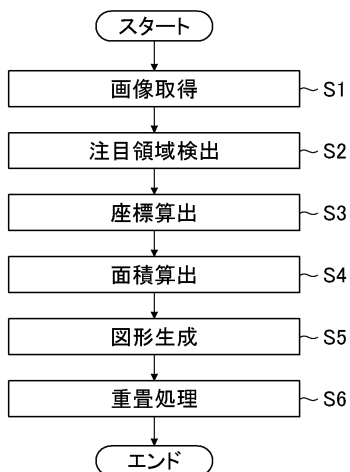 スタート
画像取得 S1
注目領域検出 S2
座標算出 S3
面積算出 S4
図形生成 S5
重畳処理 S6
エンド